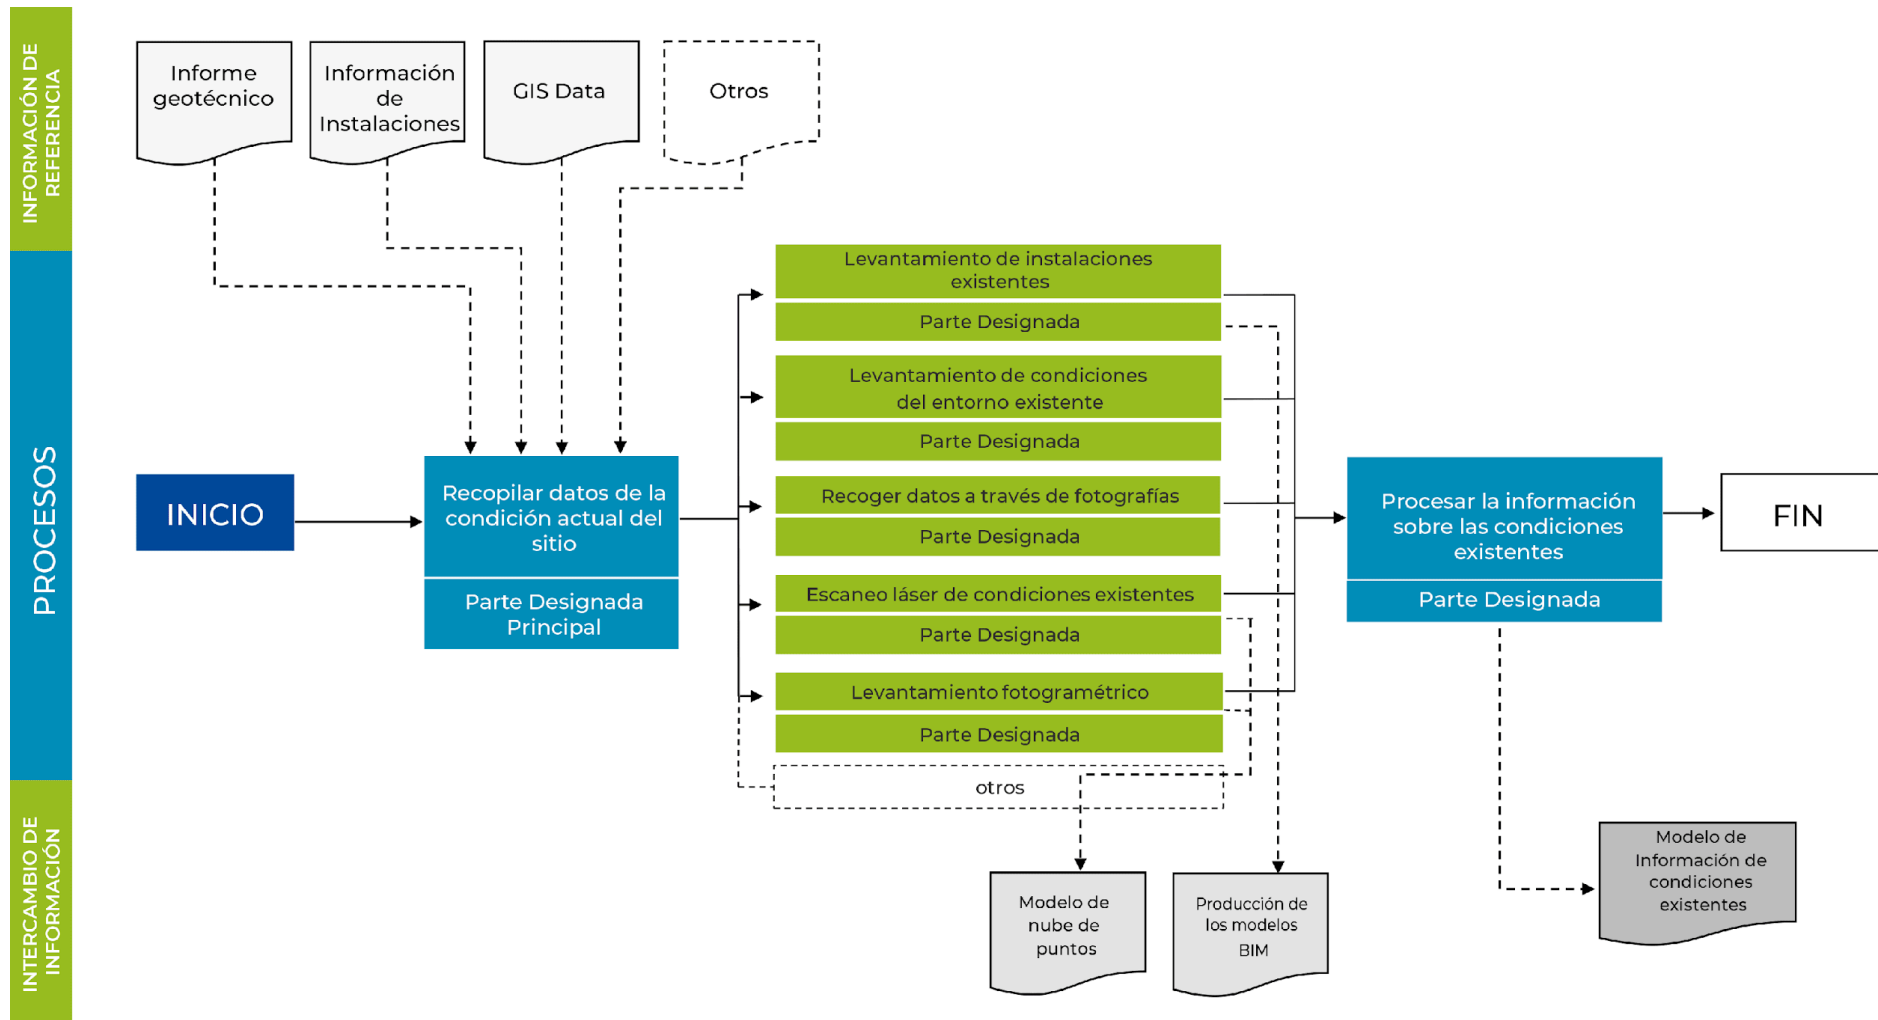 INFORMACIÓN DE
REFERENCIA
Informe
geotécnico
Información
de
Instalaciones
GIS Data
Otros
PROCESOS
INICIO
Recopilar datos de la
condición actual del
sitio
Parte Designada
Principal
Levantamiento de instalaciones
existentes
Parte Designada
Levantamiento de condiciones
del entorno existente
Parte Designada
Recoger datos a través de fotografías
Parte Designada
Escaneo láser de condiciones existentes
Parte Designada
Levantamiento fotogramétrico
Parte Designada
otros
Procesar la información
sobre las condiciones
existentes
Parte Designada
FIN
INTERCAMBIO DE
INFORMACIÓN
Modelo de
nube de
puntos
Producción de
los modelos
BIM
Modelo de
Información de
condiciones
existentes